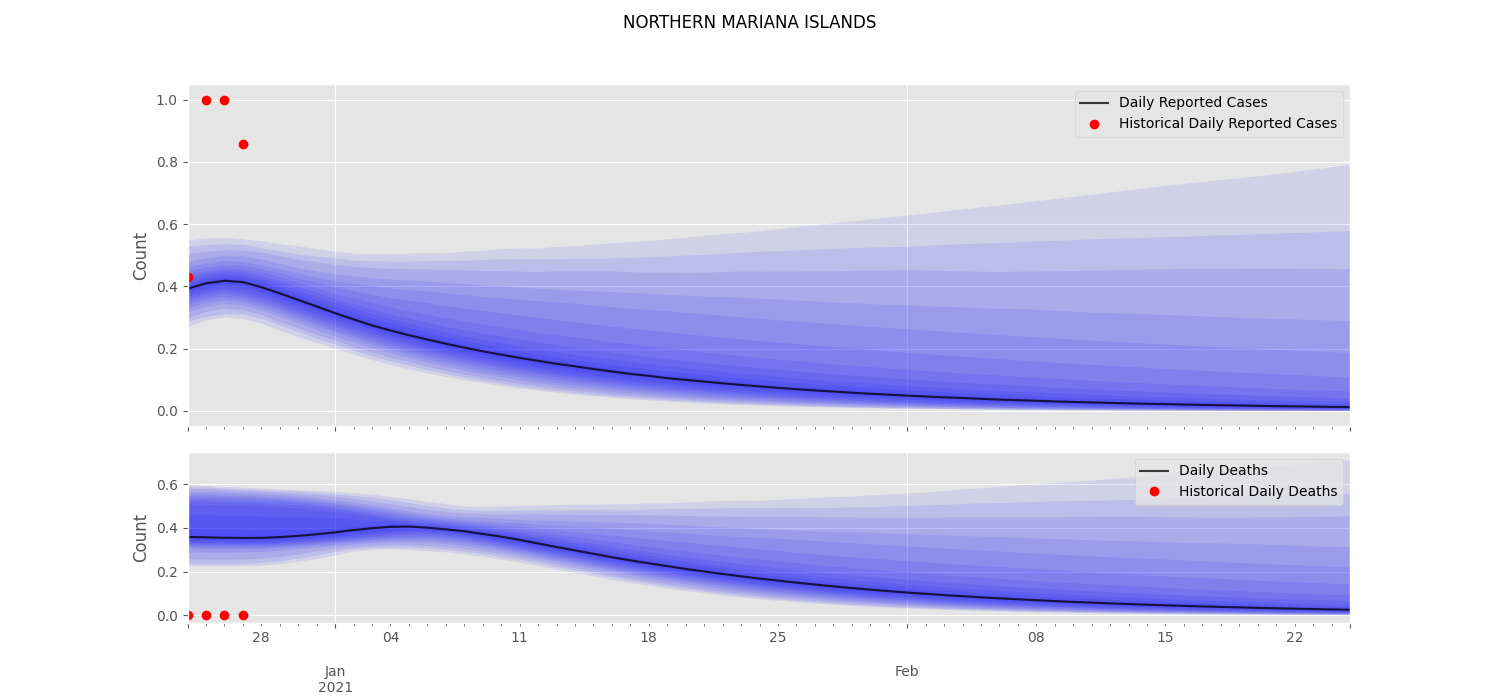 NORTHERN MARIANA ISLANDS
Daily Reported Cases
Historical Daily Reported Cases
Count
1.0
0.8
0.6
0.4
0.2
0.0
Daily Deaths
Historical Daily Deaths
Count
0.6
0.4
0.2
0.0
28 04 11 18 25 08 15 22
Jan Feb
2021